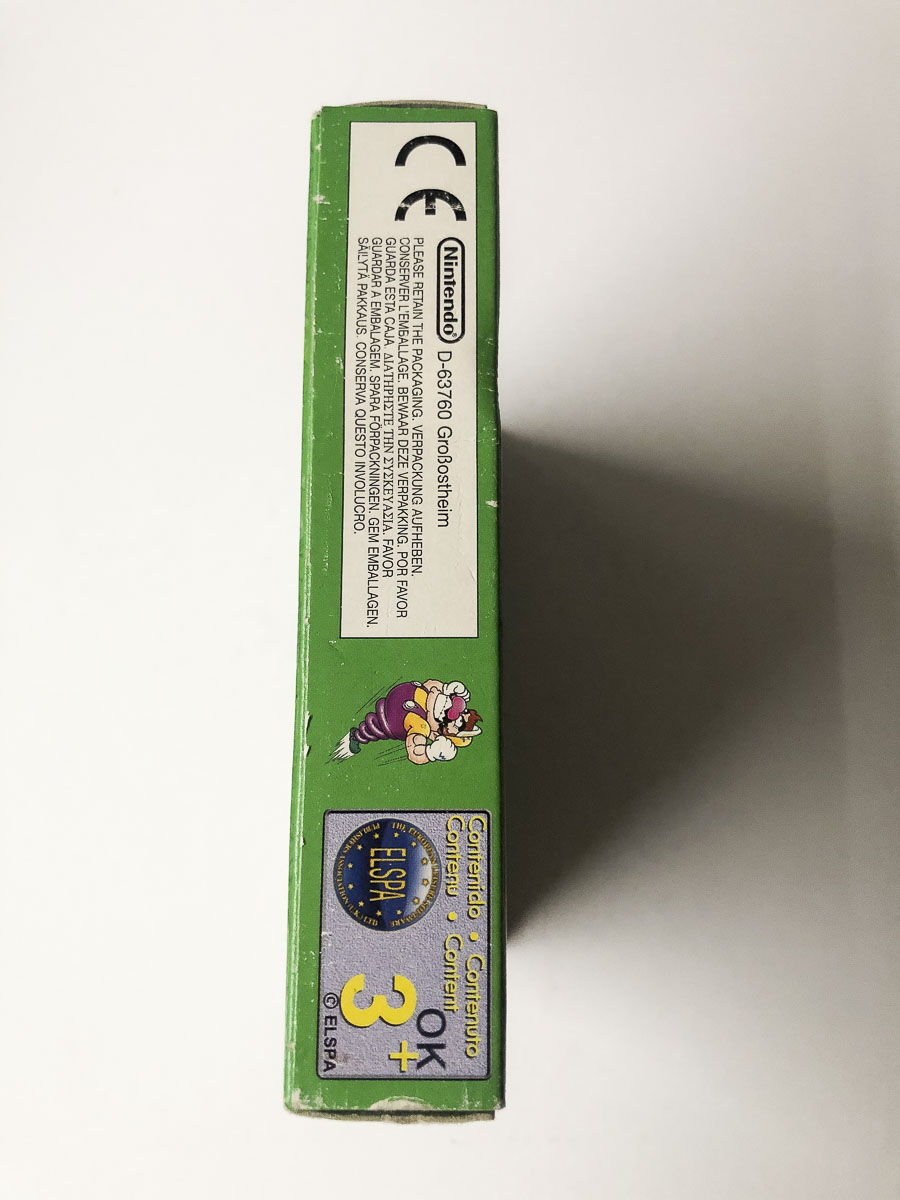 CE
Nintendo® D-63760 Großostheim
PLEASE RETAIN THE PACKAGING. VERPACKUNG AUFHEBEN.
CONSERVER L'EMBALLAGE. BEWAAR DEZE VERPAKKING. POR FAVOR
GUARDA ESTA CAJA. ΔΙΑΤΗΡΗΣΤΕ ΤΗΝ ΣΥΣΚΕΥΑΣΙΑ. FAVOR
GUARDAR A EMBALAGEM. SPARA FÖRPACKNINGEN. GEM EMBALLAGEN.
SÄILYTÄ PAKKAUS. CONSERVA QUESTO INVOLUCRO.
Contenido • Contenuto
Contenu • Content
ELSPA
OK
3+
© ELSPA